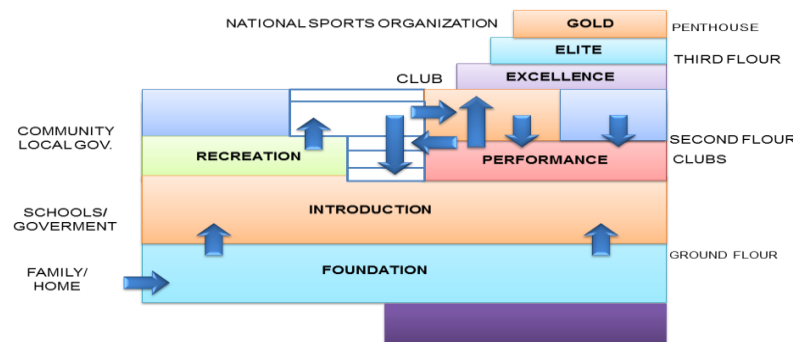 NATIONAL SPORTS ORGANIZATION
GOLD
PENTHOUSE
ELITE
THIRD FLOUR
CLUB
EXCELLENCE
COMMUNITY
LOCAL GOV.
SECOND FLOUR
RECREATION
PERFORMANCE
CLUBS
SCHOOLS/
GOVERMENT
INTRODUCTION
GROUND FLOUR
FAMILY/
HOME
FOUNDATION